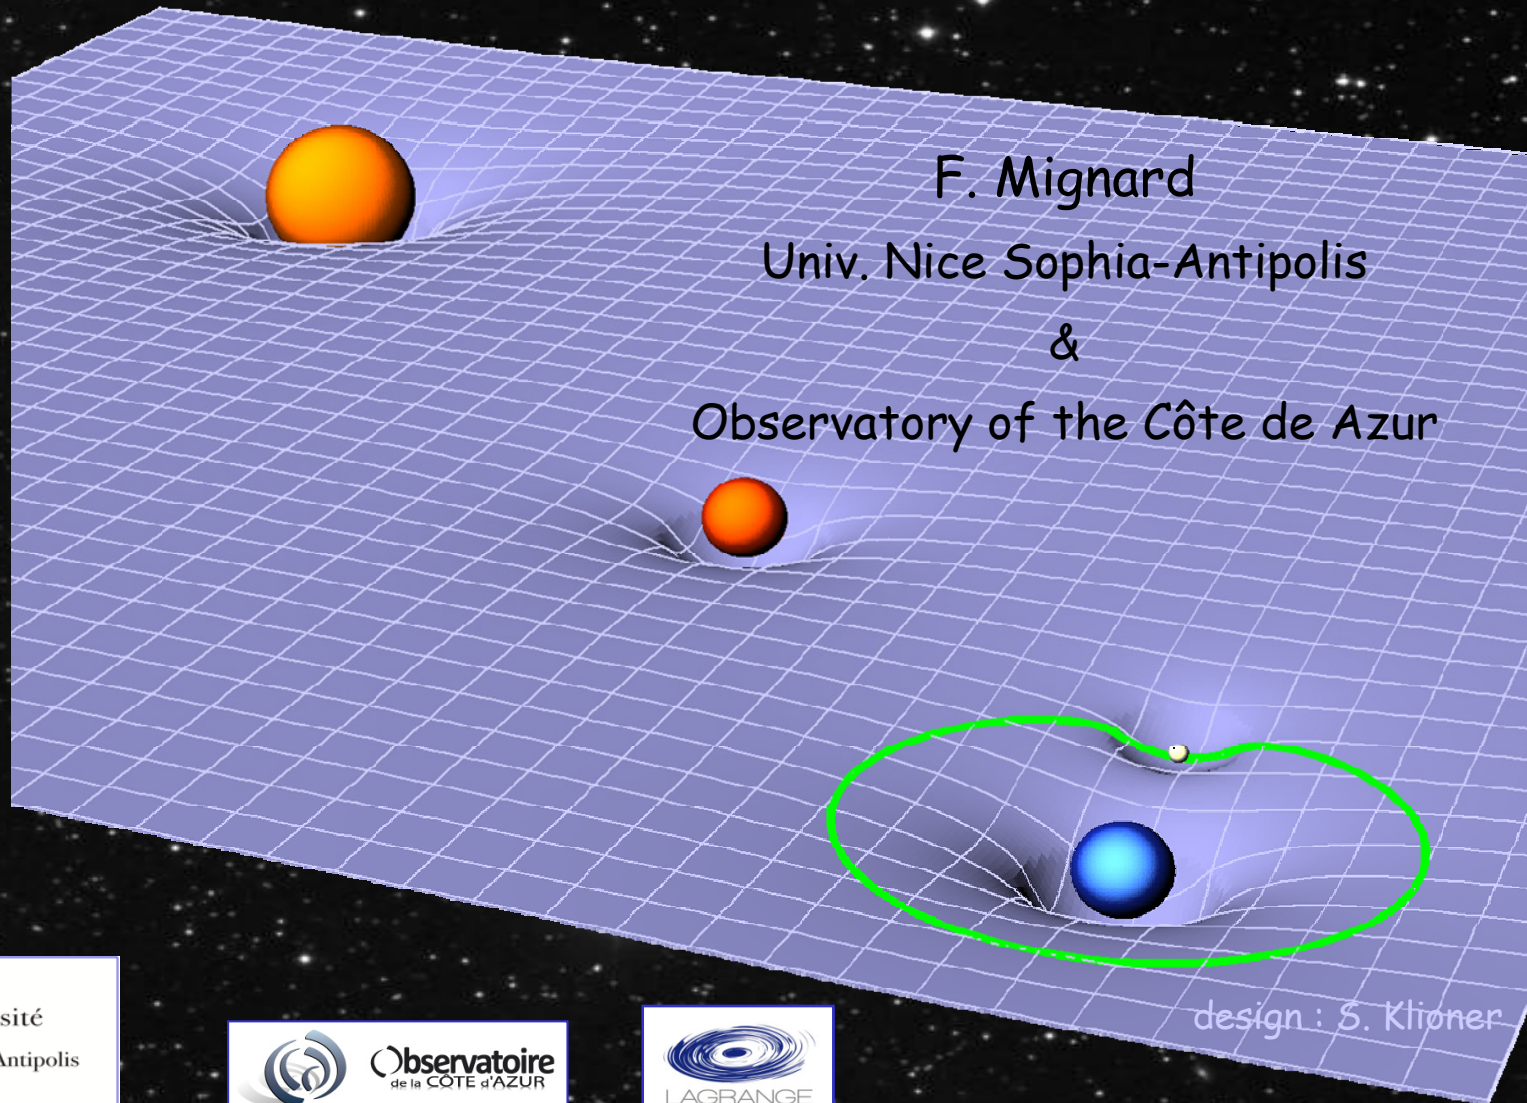 F. Mignard
Univ. Nice Sophia-Antipolis
&
Observatory of the Côte de Azur
design : S. Klioner
Antipolis
Observatoire
de la CÔTE d'AZUR
LAGRANGE